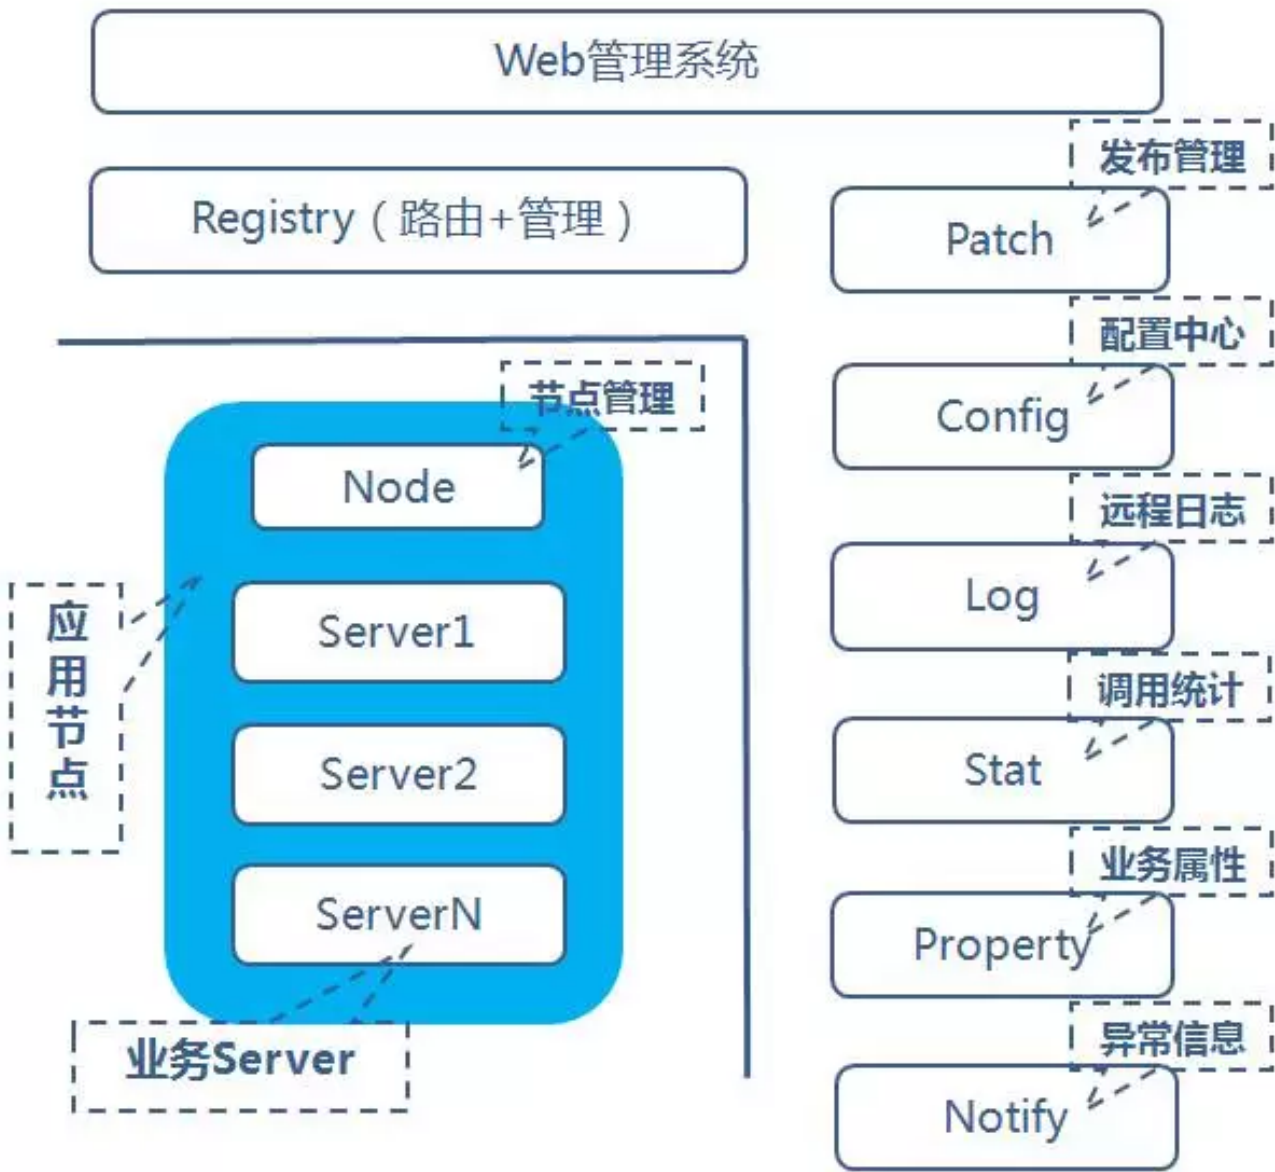 Web管理系统
发布管理
Registry（路由+管理）
Patch
配置中心
节点管理
Config
Node
远程日志
应用节点
Log
Server1
调用统计
Server2
Stat
业务属性
ServerN
Property
异常信息
业务Server
Notify